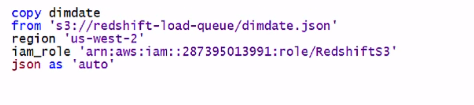 copy dimdate
from 's3://redshift-load-queue/dimdate.json'
region 'us-west-2'
iam_role 'arn:aws:iam::287395013991:role/RedshiftS3'
json as 'auto'